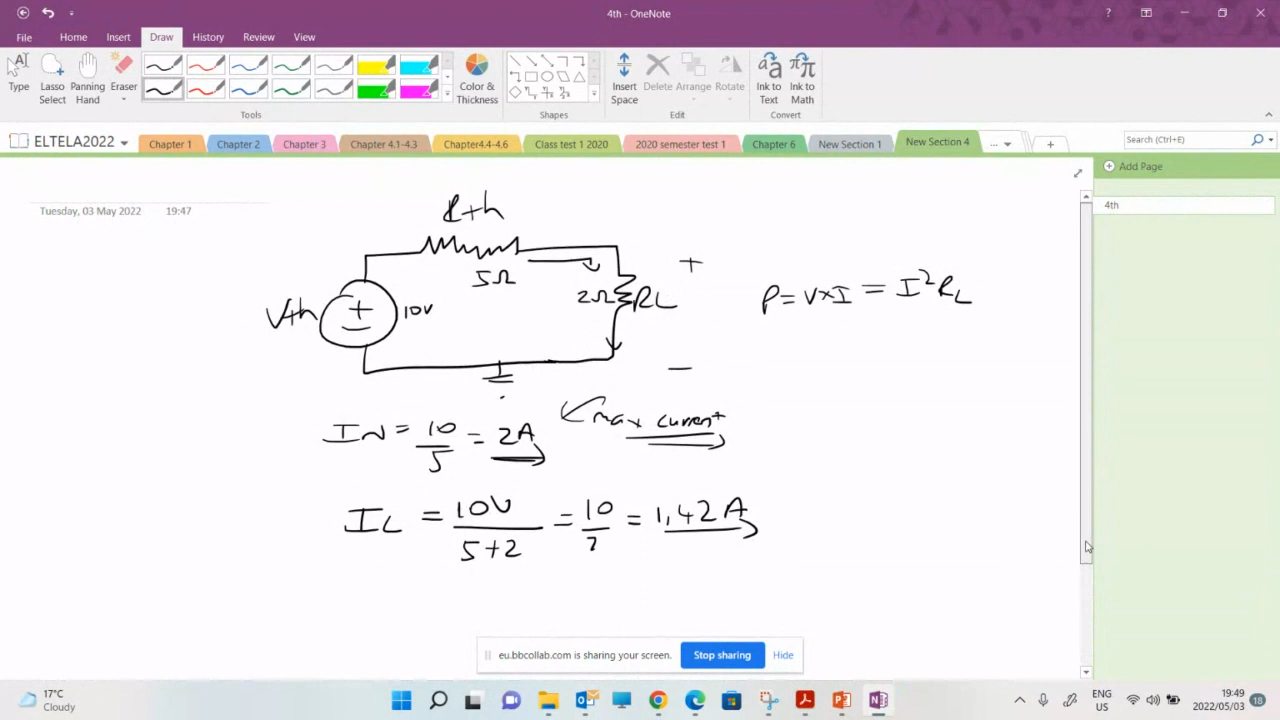 4th - OneNote
File Home Insert Draw History Review View
Type Lasso Select Panning Hand Eraser Color & Thickness Insert Space Delete Arrange Rotate Ink to Text Ink to Math
Tools Shapes Edit Convert
ELTELA2022 Chapter 1 Chapter 2 Chapter 3 Chapter 4.1-4.3 Chapter4.4-4.6 Class test 1 2020 2020 semester test 1 Chapter 6 New Section 1 New Section 4 ... Search (Ctrl+E)
Add Page
4th
Tuesday, 03 May 2022 19:47
Rth
5Ω
+
Vth + − 10V
2Ω RL
P = V×I = I²RL
−
IN = 10/5 = 2A
max current
IL = 10V/5+2 = 10/7 = 1,42 A
eu.bbcollab.com is sharing your screen. Stop sharing Hide
17°C
Cloudy
ENG
US
19:49
2022/05/03
18